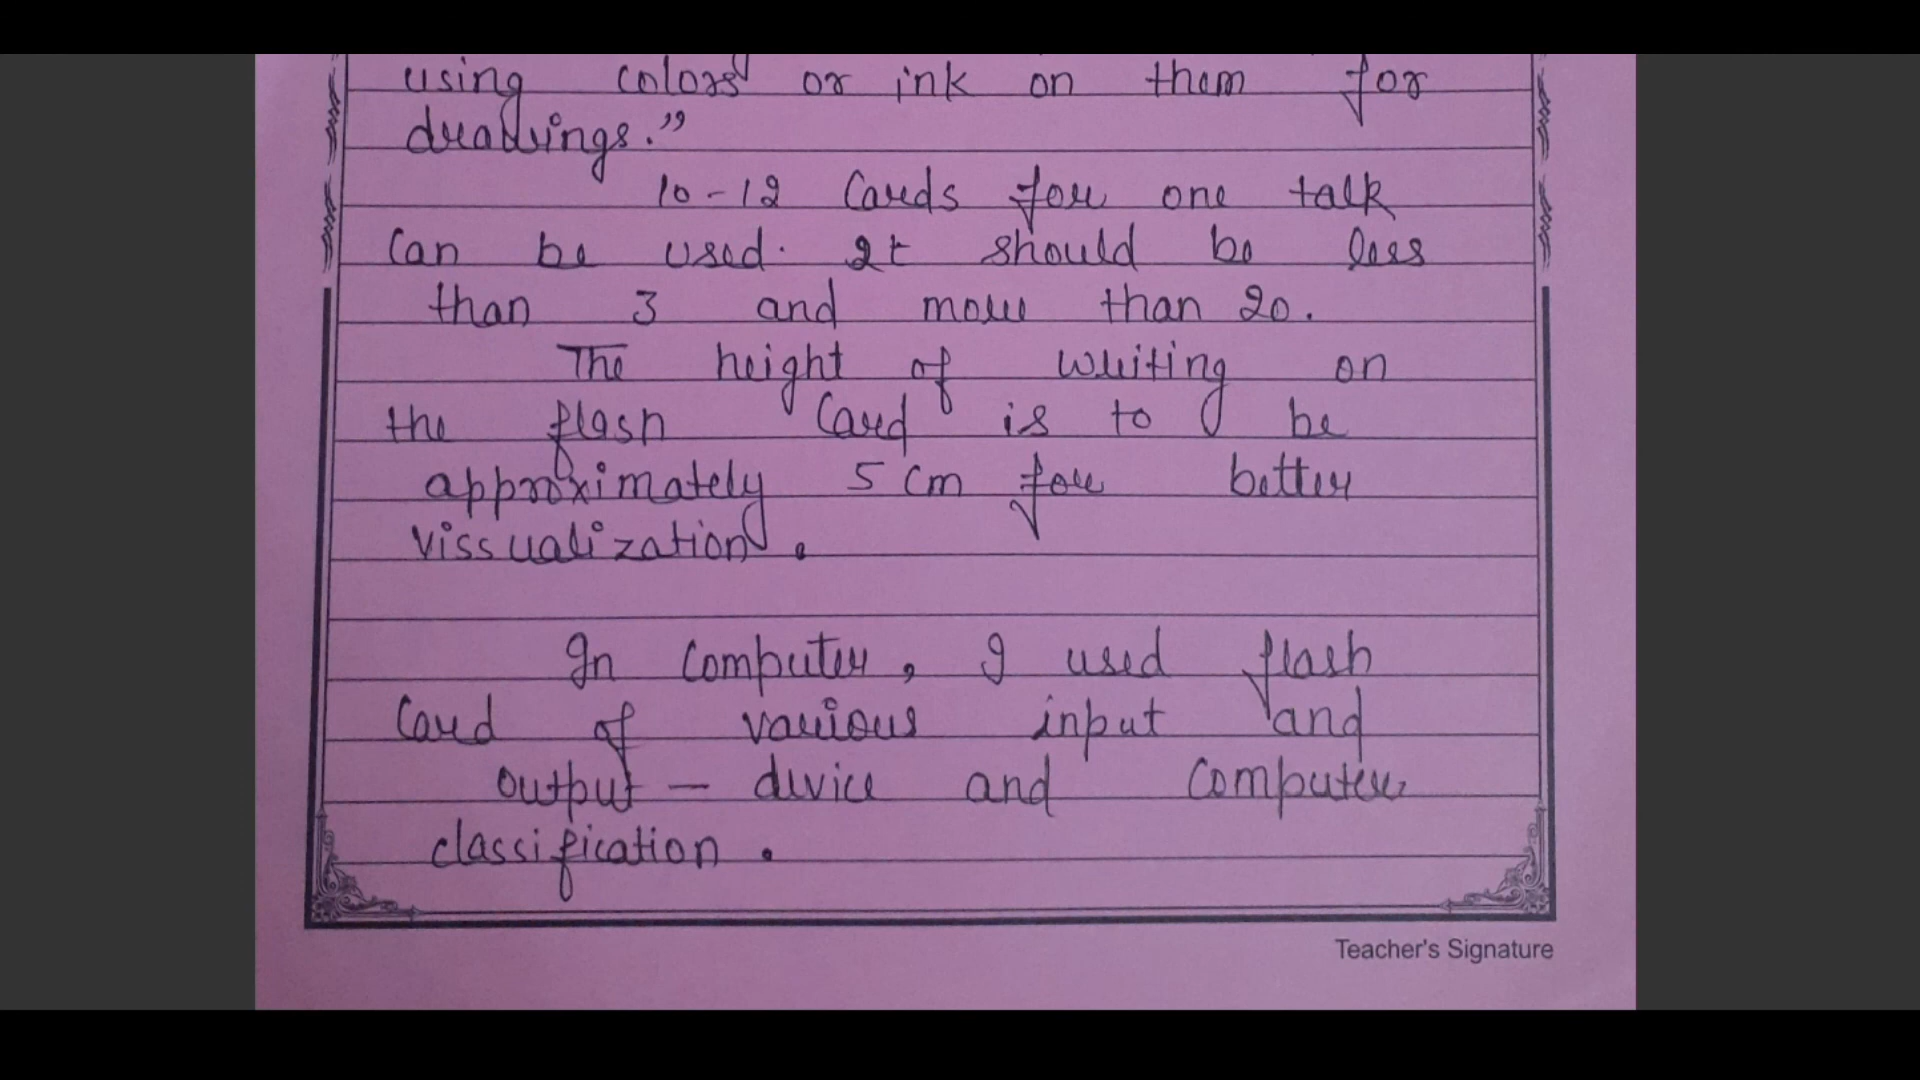 using colors or ink on them for
drawings.”
10-12 Cards for one talk
Can be used. It should be less
than 3 and more than 20.
The height of writing on
the flash Card is to be
approximately 5 cm for better
vissualization.
In Computer, I used flash
Card of various input and
output - device and Computer
classification.
Teacher's Signature